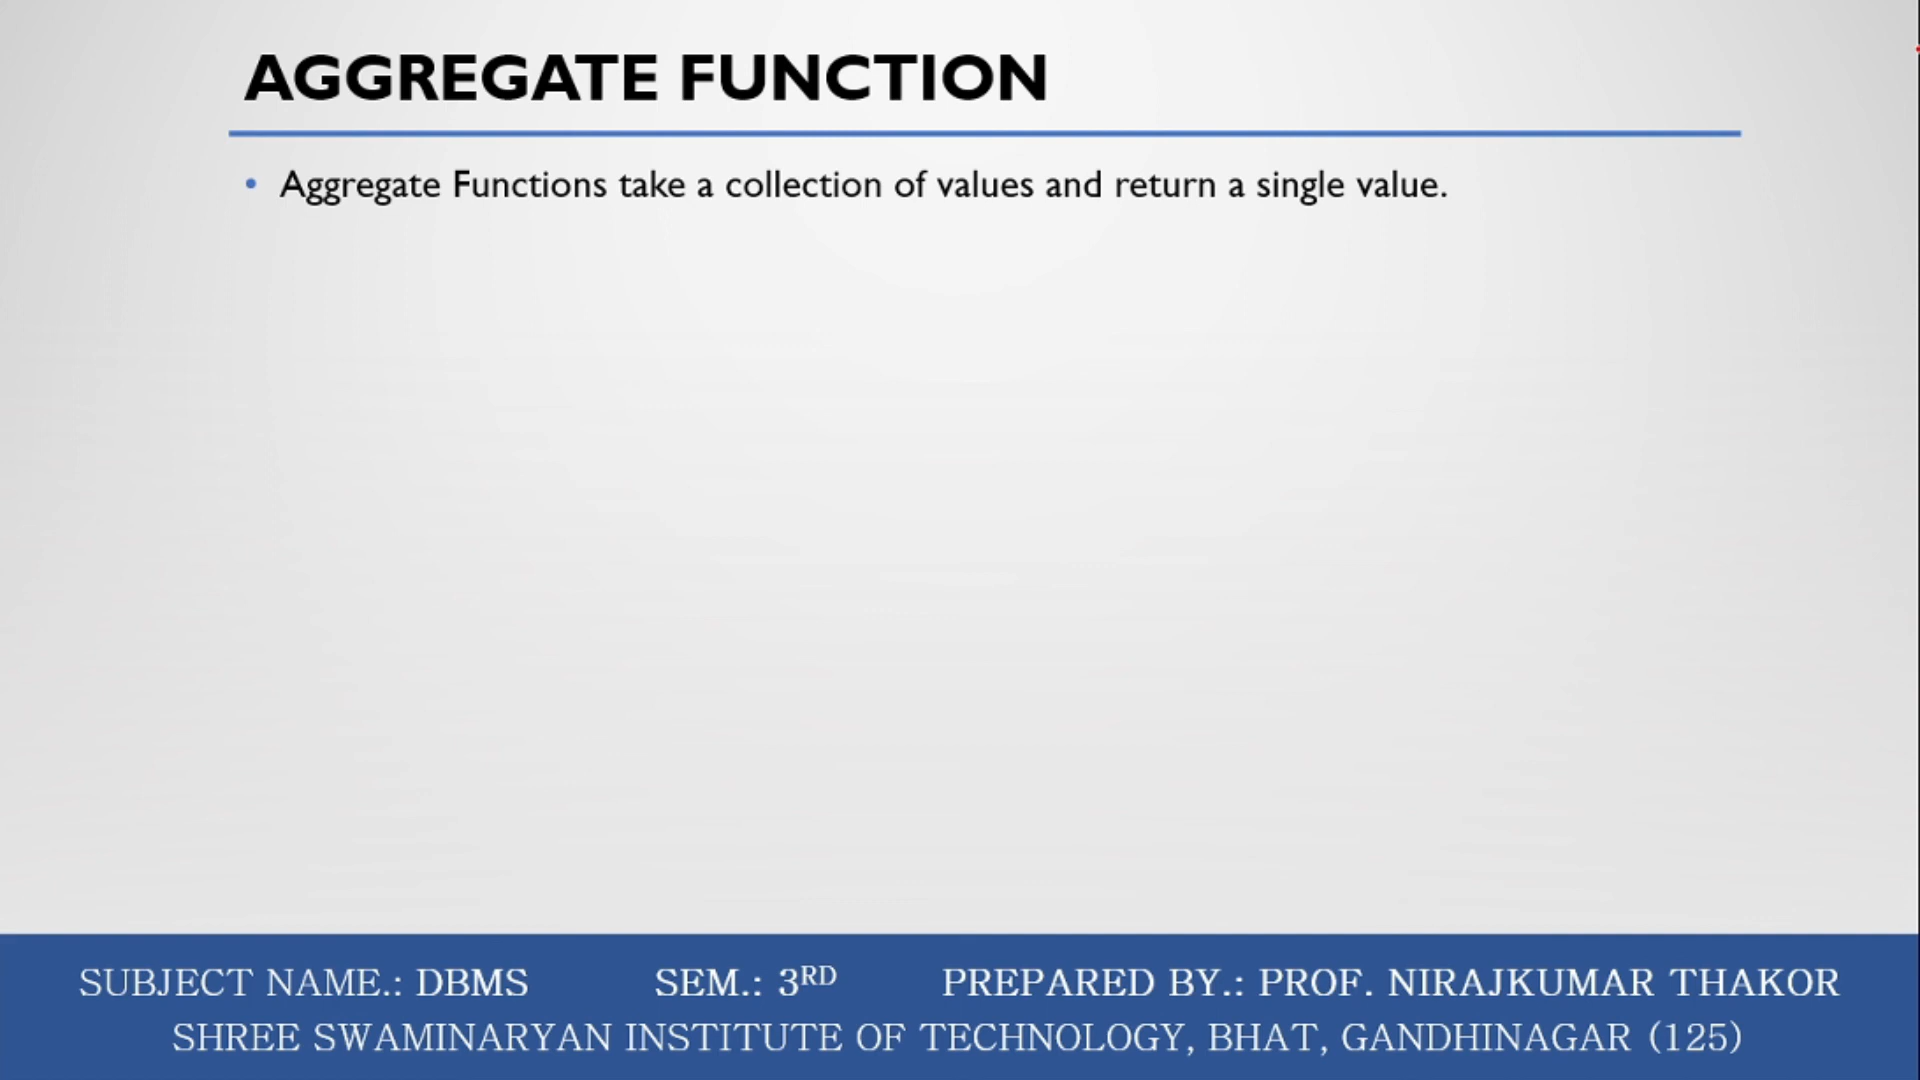 AGGREGATE FUNCTION
• Aggregate Functions take a collection of values and return a single value.
SUBJECT NAME.: DBMS SEM.: 3RD PREPARED BY.: PROF. NIRAJKUMAR THAKOR
SHREE SWAMINARYAN INSTITUTE OF TECHNOLOGY, BHAT, GANDHINAGAR (125)